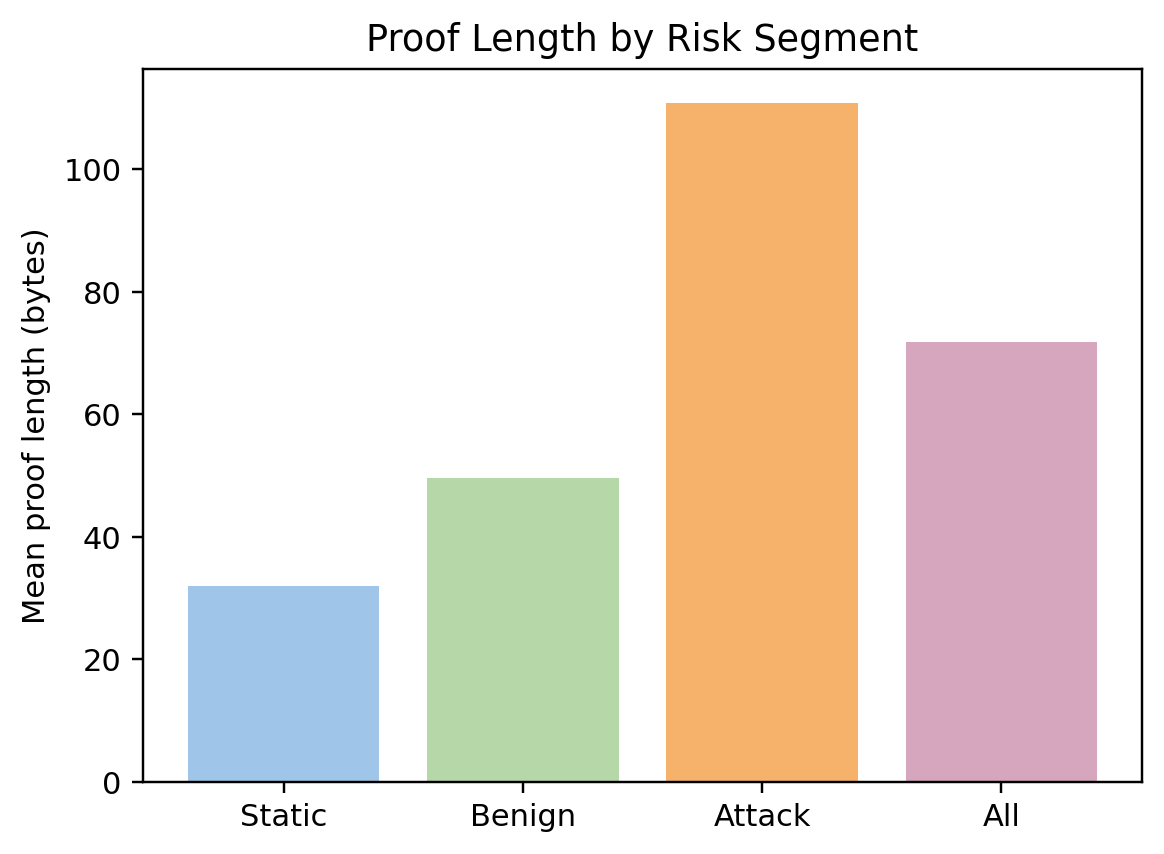 Proof Length by Risk Segment
Mean proof length (bytes)
100
80
60
40
20
0
Static
Benign
Attack
All